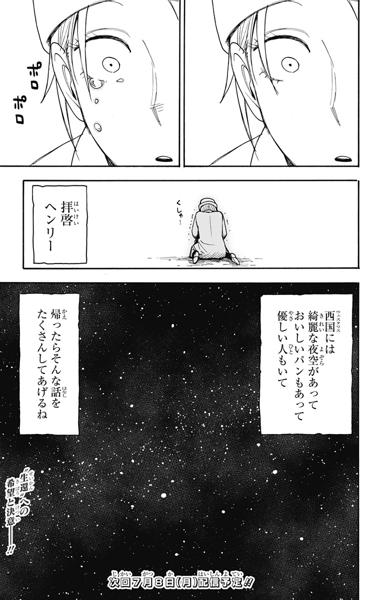 ポロ
ポロ
くしゃ…
拝啓
ヘンリー
西国には
綺麗な夜空があって
おいしいパンもあって
優しい人もいて
帰ったらそんな話を
たくさんしてあげるね
“生還”への
希望と決意――!!
次回7月8日(月)配信予定!!